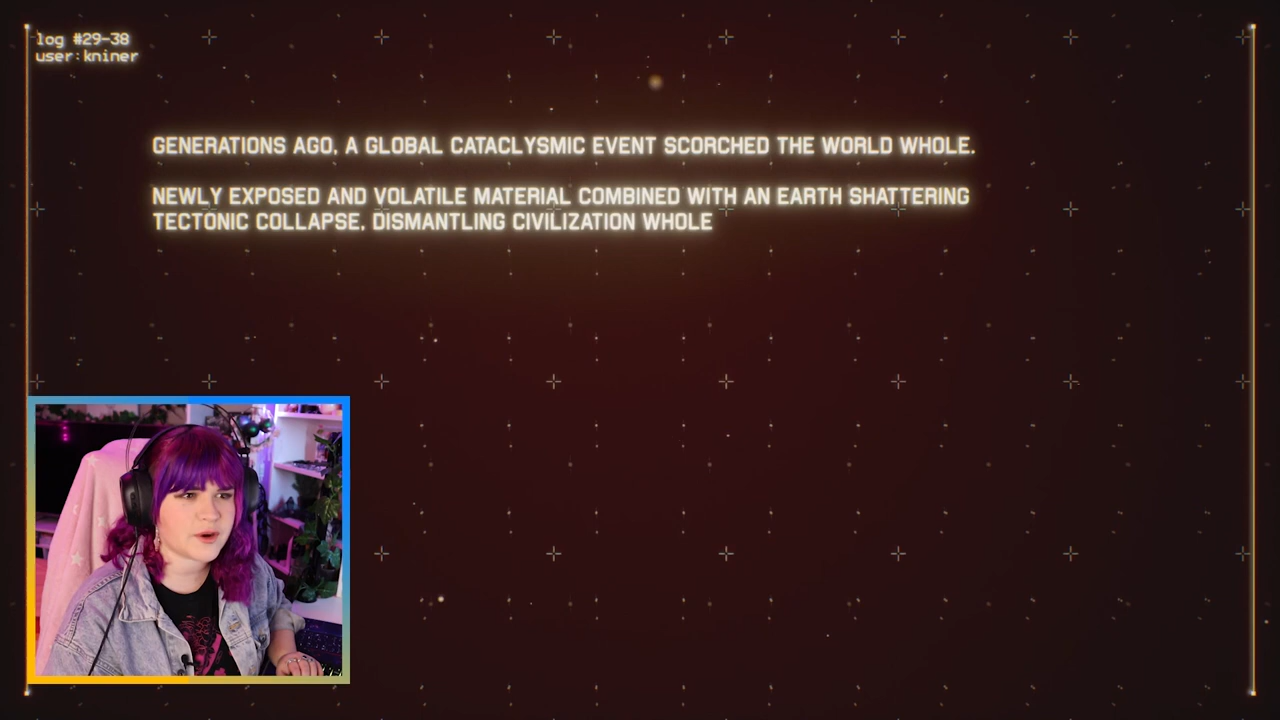 log #29-38
user:kniner
GENERATIONS AGO, A GLOBAL CATACLYSMIC EVENT SCORCHED THE WORLD WHOLE.
NEWLY EXPOSED AND VOLATILE MATERIAL COMBINED WITH AN EARTH SHATTERING
TECTONIC COLLAPSE, DISMANTLING CIVILIZATION WHOLE